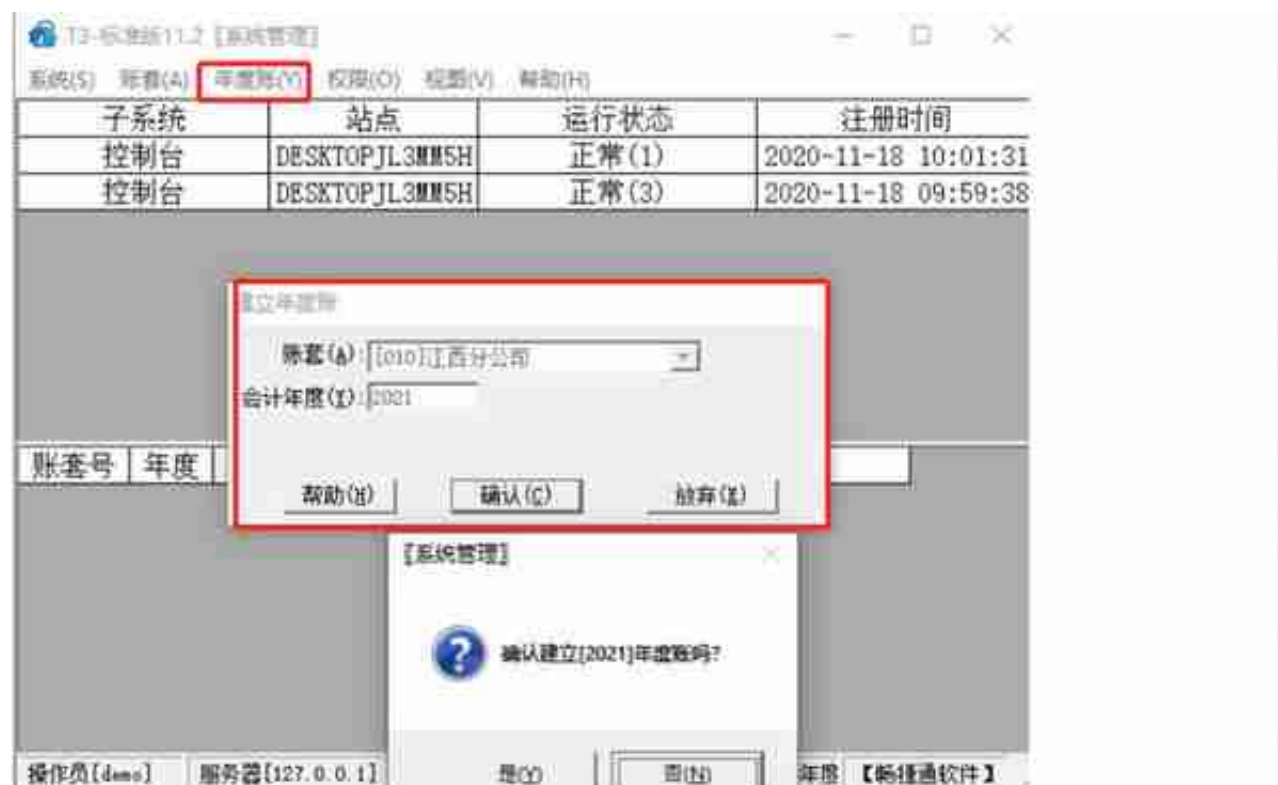 T3-标准版11.2〖系统管理〗
系统(S) 账套(A) 年度账(Y) 权限(O) 视图(V) 帮助(H)
子系统 站点 运行状态 注册时间
控制台 DESKTOPJL3MM5H 正常(1) 2020-11-18 10:01:31
控制台 DESKTOPJL3MM5H 正常(3) 2020-11-18 09:59:38
建立年度账
账套(A):[010]江西分公司
会计年度(Y):2021
账套号 年度
帮助(H) 确认(C) 放弃(X)
〖系统管理〗
确认建立[2021]年度账吗?
是(Y) 否(N)
操作员[demo] 服务器[127.0.0.1] 年度 【畅捷通软件】